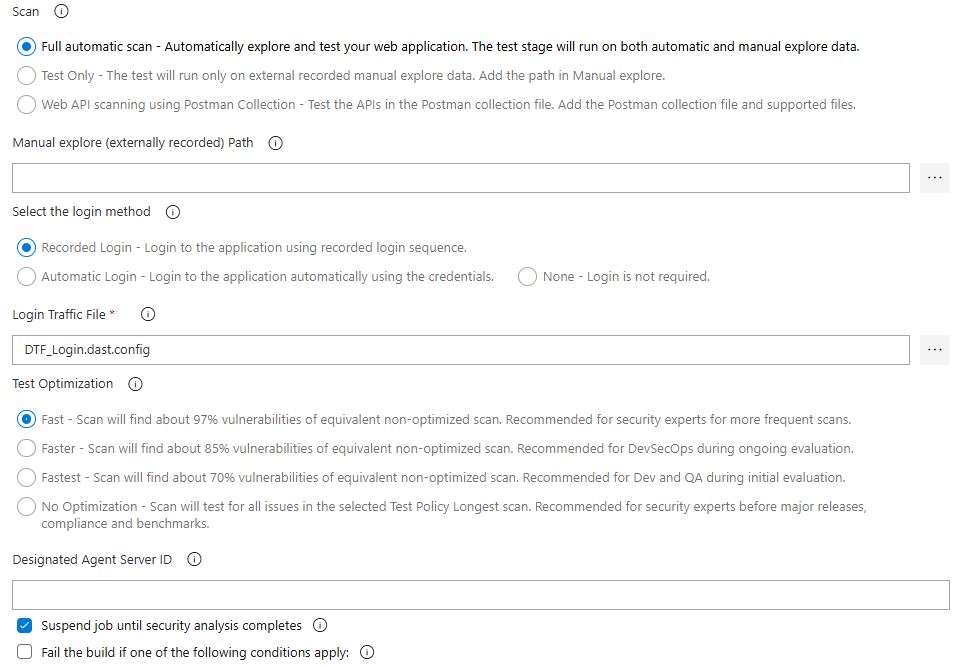 Scan
Full automatic scan - Automatically explore and test your web application. The test stage will run on both automatic and manual explore data.
Test Only - The test will run only on external recorded manual explore data. Add the path in Manual explore.
Web API scanning using Postman Collection - Test the APIs in the Postman collection file. Add the Postman collection file and supported files.
Manual explore (externally recorded) Path
...
Select the login method
Recorded Login - Login to the application using recorded login sequence.
Automatic Login - Login to the application automatically using the credentials. None - Login is not required.
Login Traffic File *
DTF_Login.dast.config ...
Test Optimization
Fast - Scan will find about 97% vulnerabilities of equivalent non-optimized scan. Recommended for security experts for more frequent scans.
Faster - Scan will find about 85% vulnerabilities of equivalent non-optimized scan. Recommended for DevSecOps during ongoing evaluation.
Fastest - Scan will find about 70% vulnerabilities of equivalent non-optimized scan. Recommended for Dev and QA during initial evaluation.
No Optimization - Scan will test for all issues in the selected Test Policy Longest scan. Recommended for security experts before major releases,
compliance and benchmarks.
Designated Agent Server ID
Suspend job until security analysis completes
Fail the build if one of the following conditions apply: